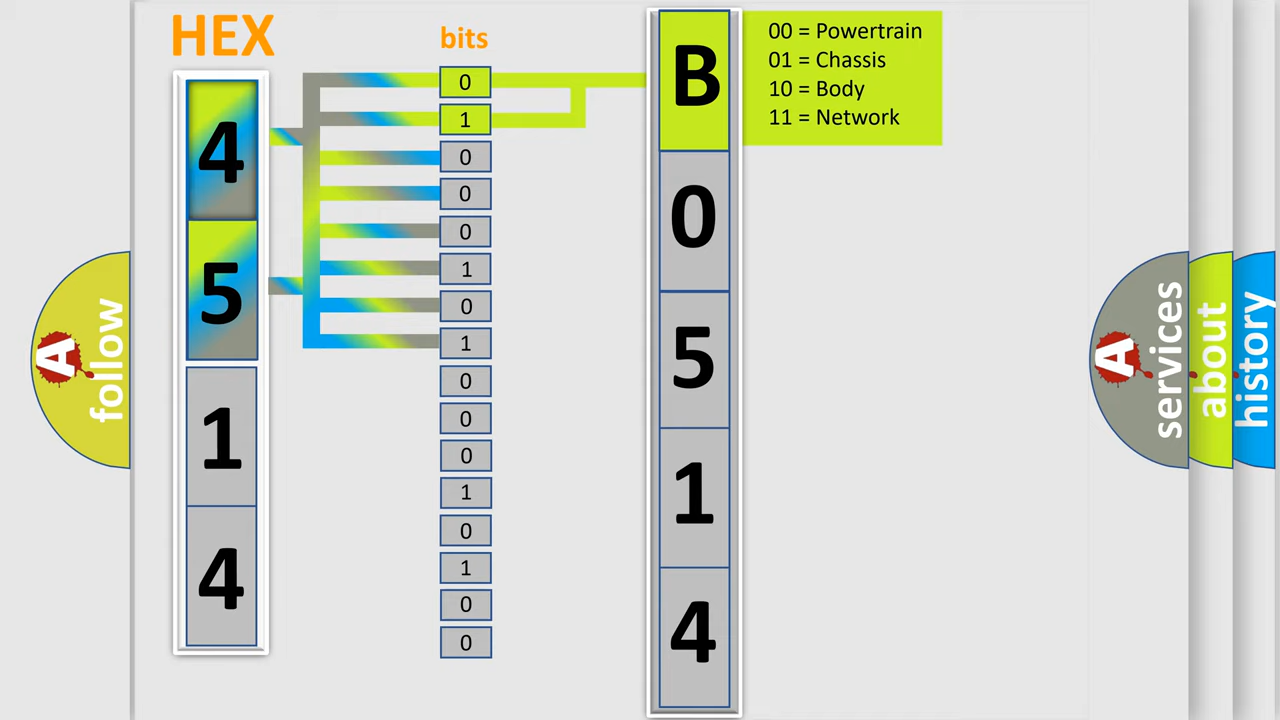 HEX
bits
4
5
1
4
0
1
0
0
0
1
0
1
0
0
0
1
0
1
0
0
B
0
5
1
4
00 = Powertrain
01 = Chassis
10 = Body
11 = Network
A
follow
A
services
about
history